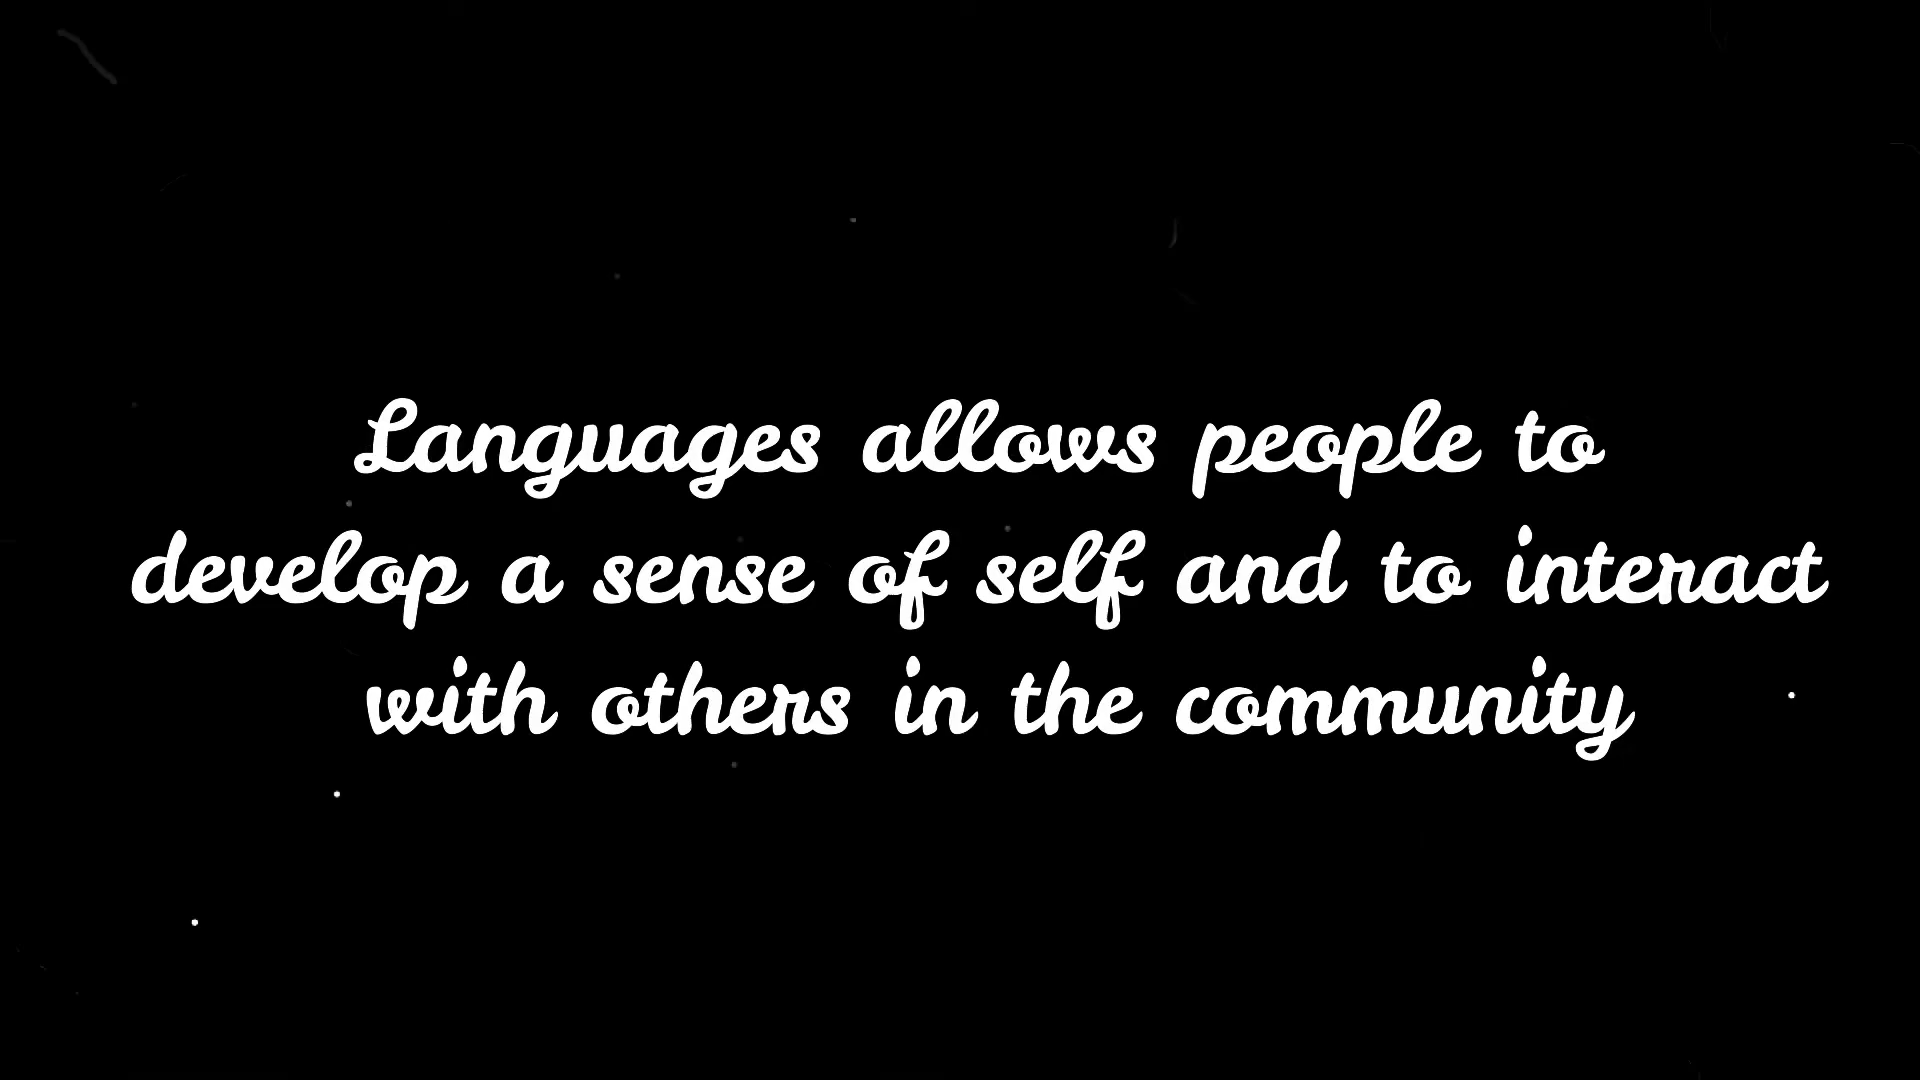 Languages allows people to
develop a sense of self and to interact
with others in the community